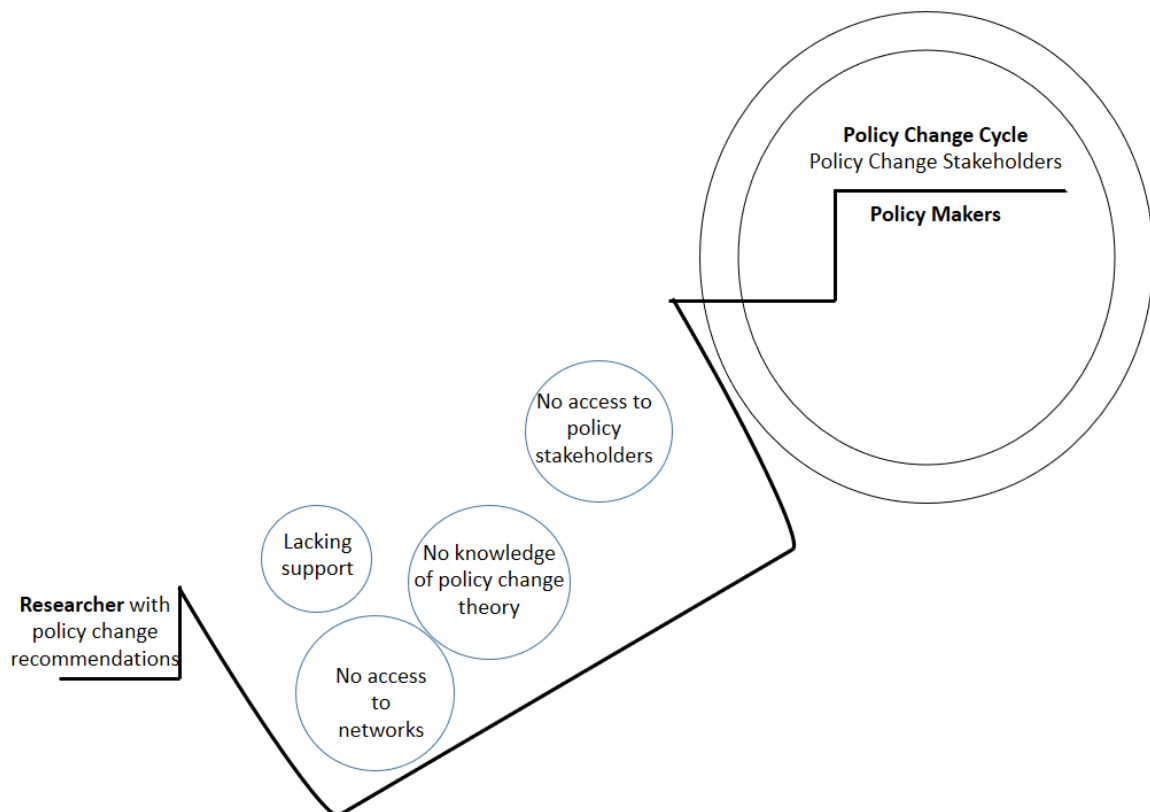 Policy Change Cycle
Policy Change Stakeholders
Policy Makers
No access to
policy
stakeholders
Lacking
support
No knowledge
of policy change
theory
Researcher with
policy change
recommendations
No access
to
networks